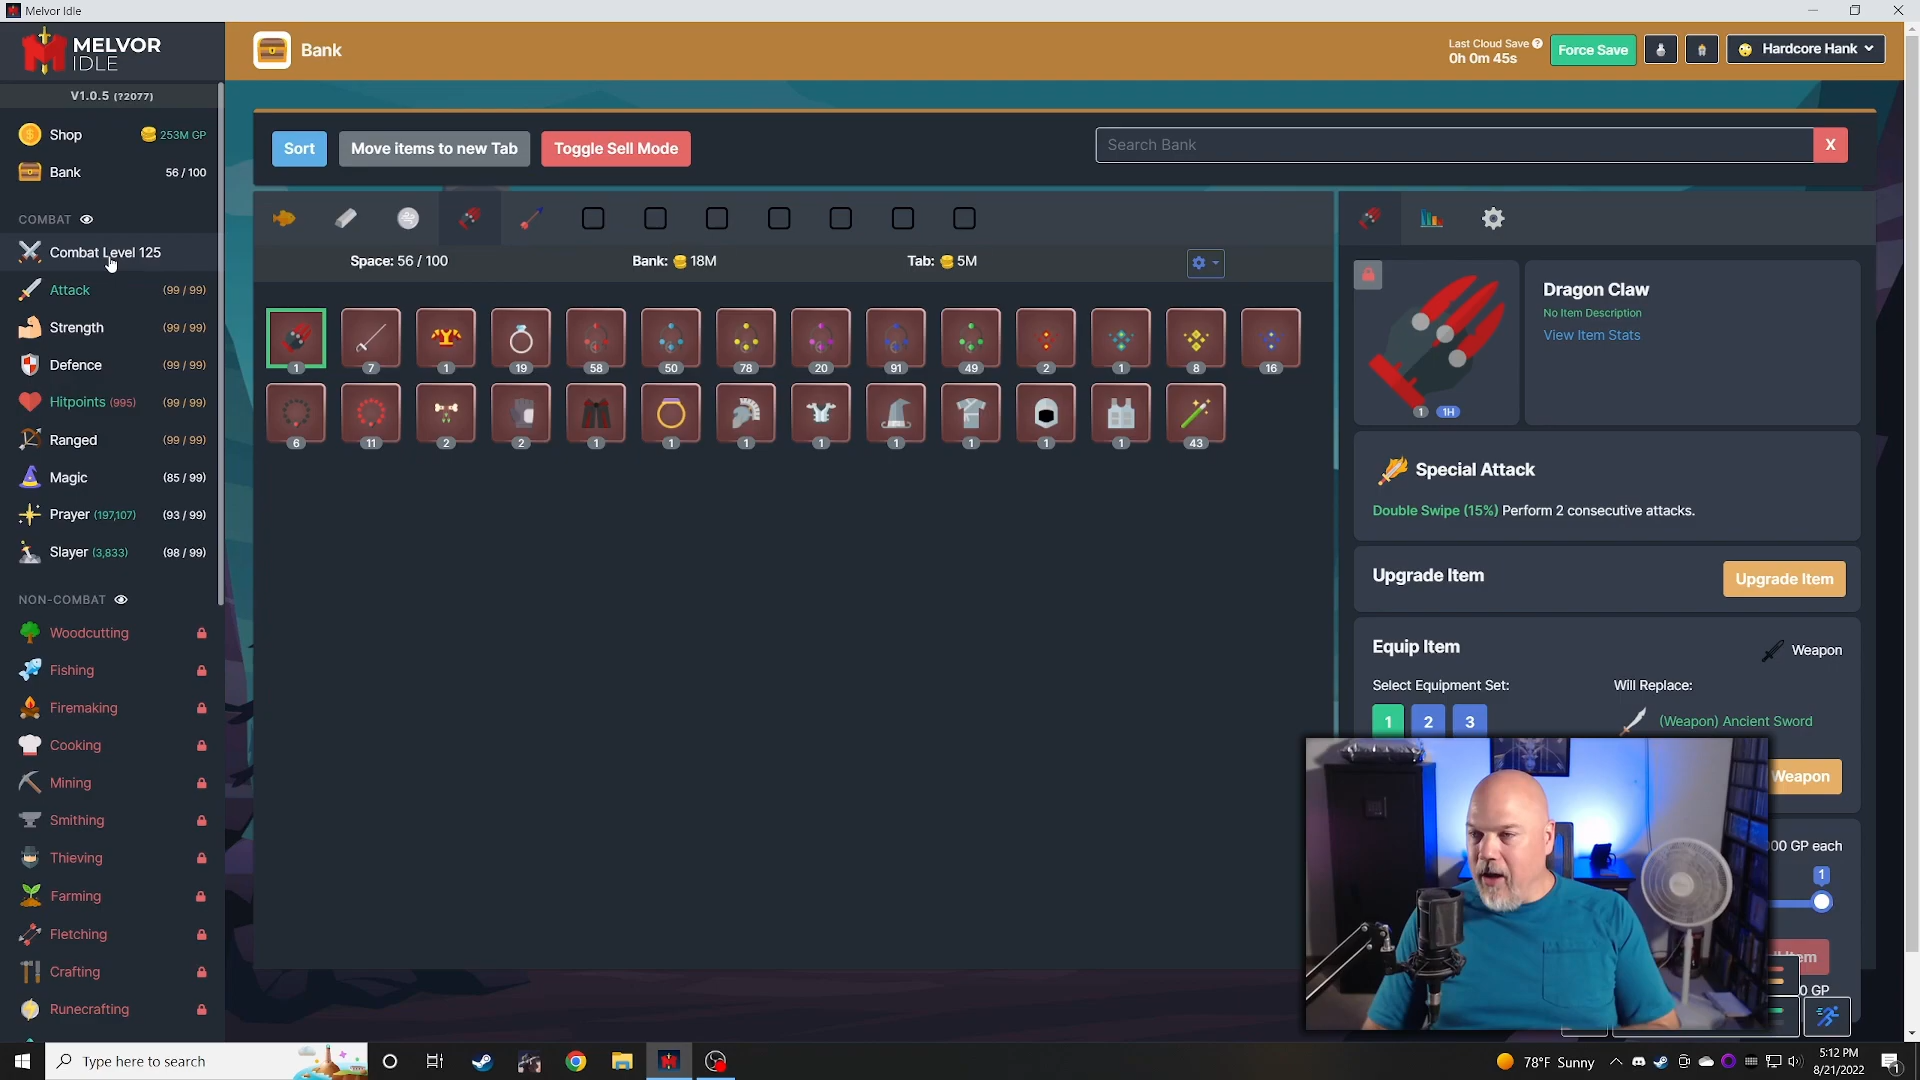 Melvor Idle
MELVOR
IDLE
V1.0.5 (?2077)
Shop 253M GP
Bank 56 / 100
COMBAT
Combat Level 125
Attack (99 / 99)
Strength (99 / 99)
Defence (99 / 99)
Hitpoints (995) (99 / 99)
Ranged (99 / 99)
Magic (85 / 99)
Prayer (197,107) (93 / 99)
Slayer (3,833) (98 / 99)
NON-COMBAT
Woodcutting
Fishing
Firemaking
Cooking
Mining
Smithing
Thieving
Farming
Fletching
Crafting
Runecrafting
Bank
Last Cloud Save ?
0h 0m 45s
Force Save
Hardcore Hank
Sort
Move items to new Tab
Toggle Sell Mode
Search Bank
X
Space: 56 / 100
Bank: 18M
Tab: 5M
1 7 1 19 58 50 78 20 91 49 2 1 8 16
6 11 2 2 1 1 1 1 1 1 1 1 43
Dragon Claw
No Item Description
View Item Stats
1 1H
Special Attack
Double Swipe (15%) Perform 2 consecutive attacks.
Upgrade Item
Upgrade Item
Equip Item
Weapon
Select Equipment Set:
Will Replace:
1 2 3
(Weapon) Ancient Sword
Weapon
00 GP each
1
0 GP
Type here to search
78°F Sunny
5:12 PM
8/21/2022
1